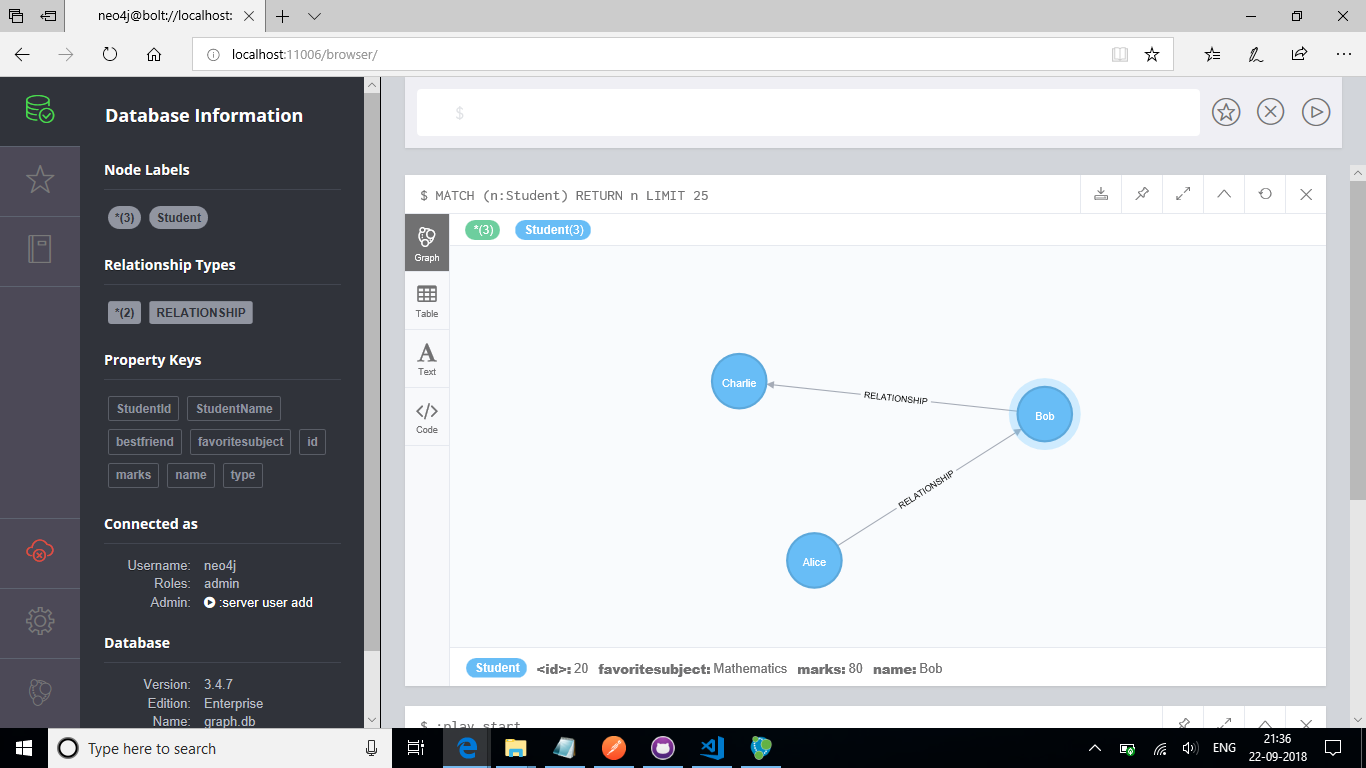 neo4j@bolt://localhost:
localhost:11006/browser/
Database Information
Node Labels
*(3) Student
Relationship Types
*(2) RELATIONSHIP
Property Keys
StudentId StudentName
bestfriend favoritesubject id
marks name type
Connected as
Username: neo4j
Roles: admin
Admin: :server user add
Database
Version: 3.4.7
Edition: Enterprise
Name: graph.db
$
$ MATCH (n:Student) RETURN n LIMIT 25
*(3) Student(3)
Graph
Table
A
Text
</>
Code
Charlie
RELATIONSHIP
Bob
RELATIONSHIP
Alice
Student <id>: 20 favoritesubject: Mathematics marks: 80 name: Bob
$ :play start
Type here to search
ENG
21:36
22-09-2018